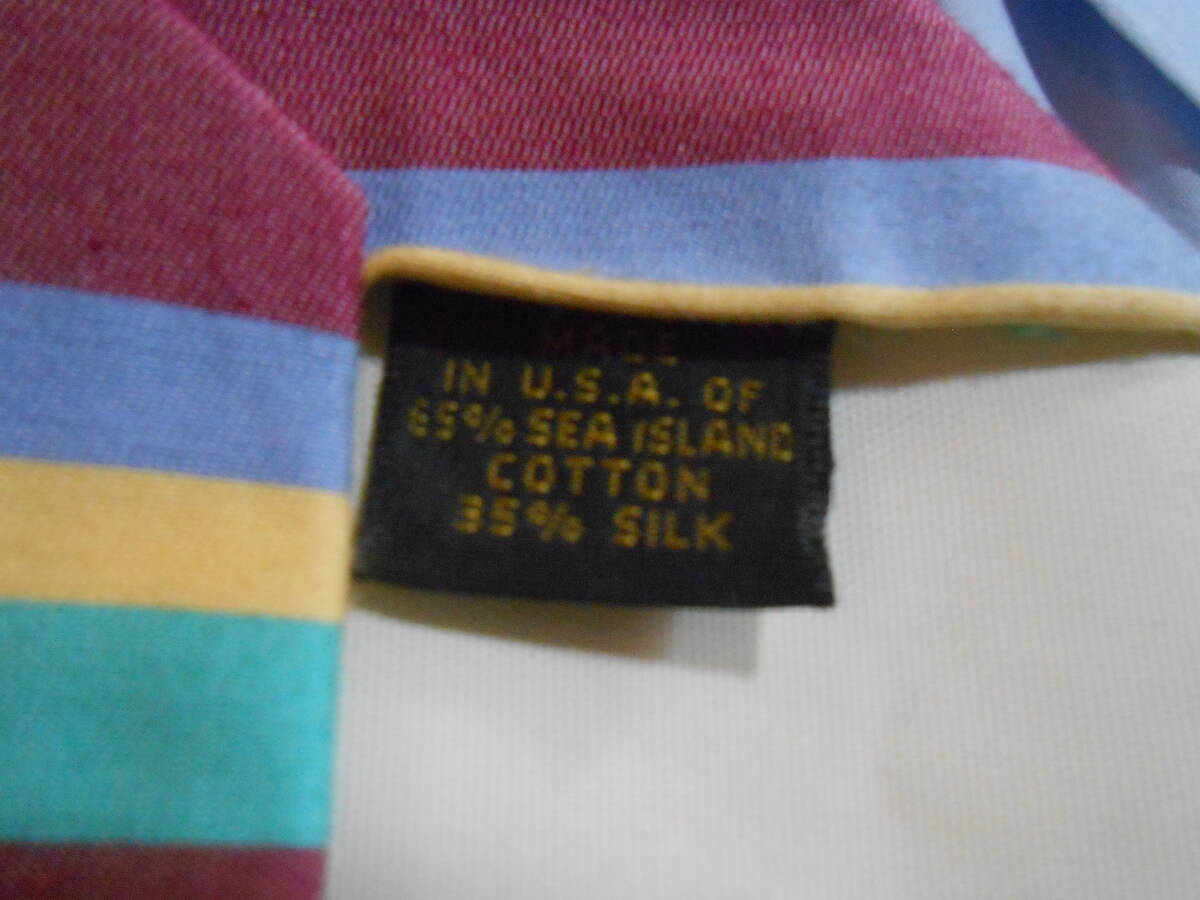 MADE
IN U.S.A. OF
65% SEA ISLAND
COTTON
35% SILK